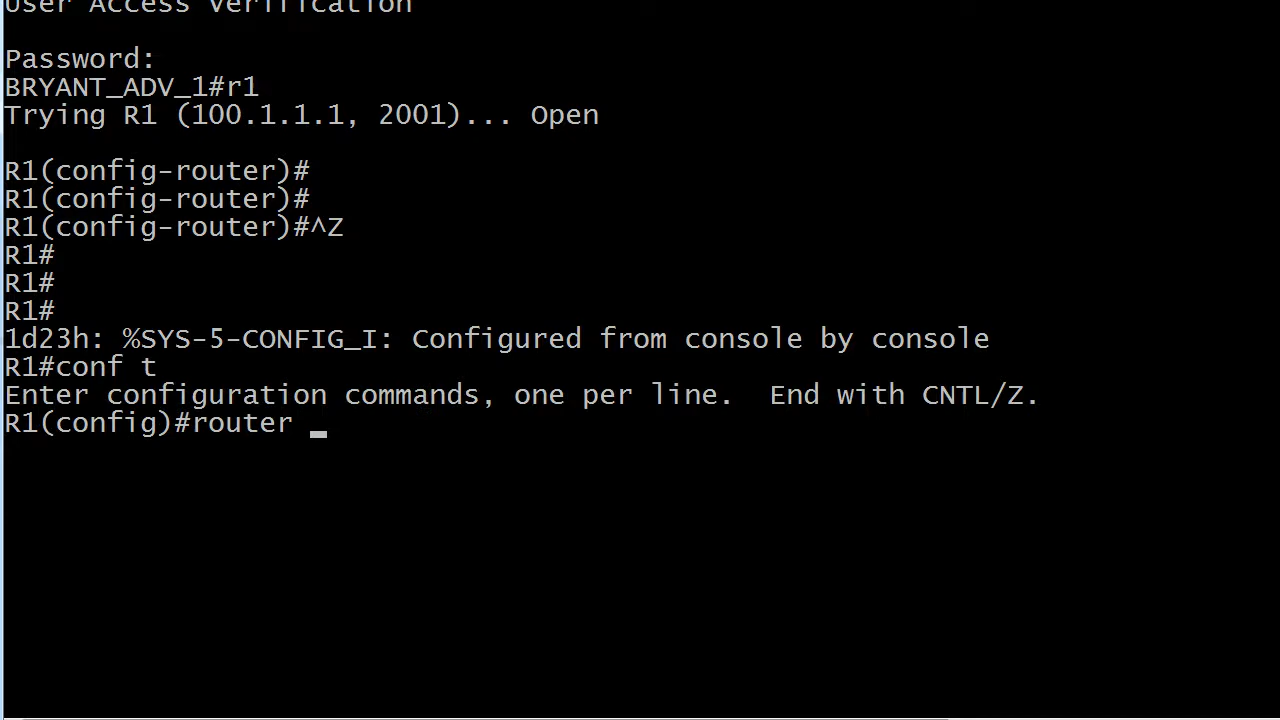 User Access Verification
Password:
BRYANT_ADV_1#r1
Trying R1 (100.1.1.1, 2001)... Open
R1(config-router)#
R1(config-router)#
R1(config-router)#^Z
R1#
R1#
R1#
1d23h: %SYS-5-CONFIG_I: Configured from console by console
R1#conf t
Enter configuration commands, one per line.  End with CNTL/Z.
R1(config)#router _